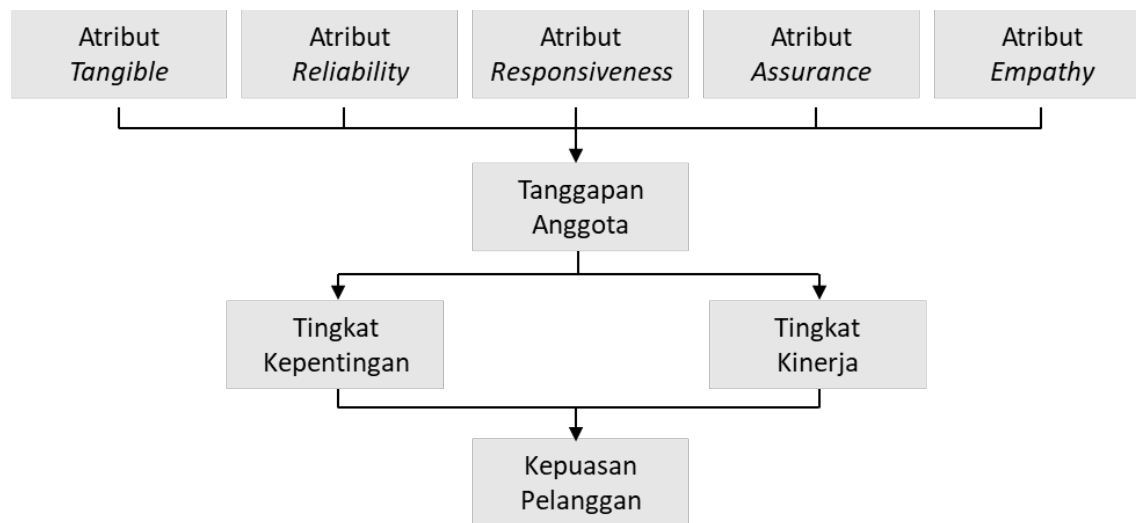 Atribut
Tangible
Atribut
Reliability
Atribut
Responsiveness
Atribut
Assurance
Atribut
Empathy
Tanggapan
Anggota
Tingkat
Kepentingan
Tingkat
Kinerja
Kepuasan
Pelanggan